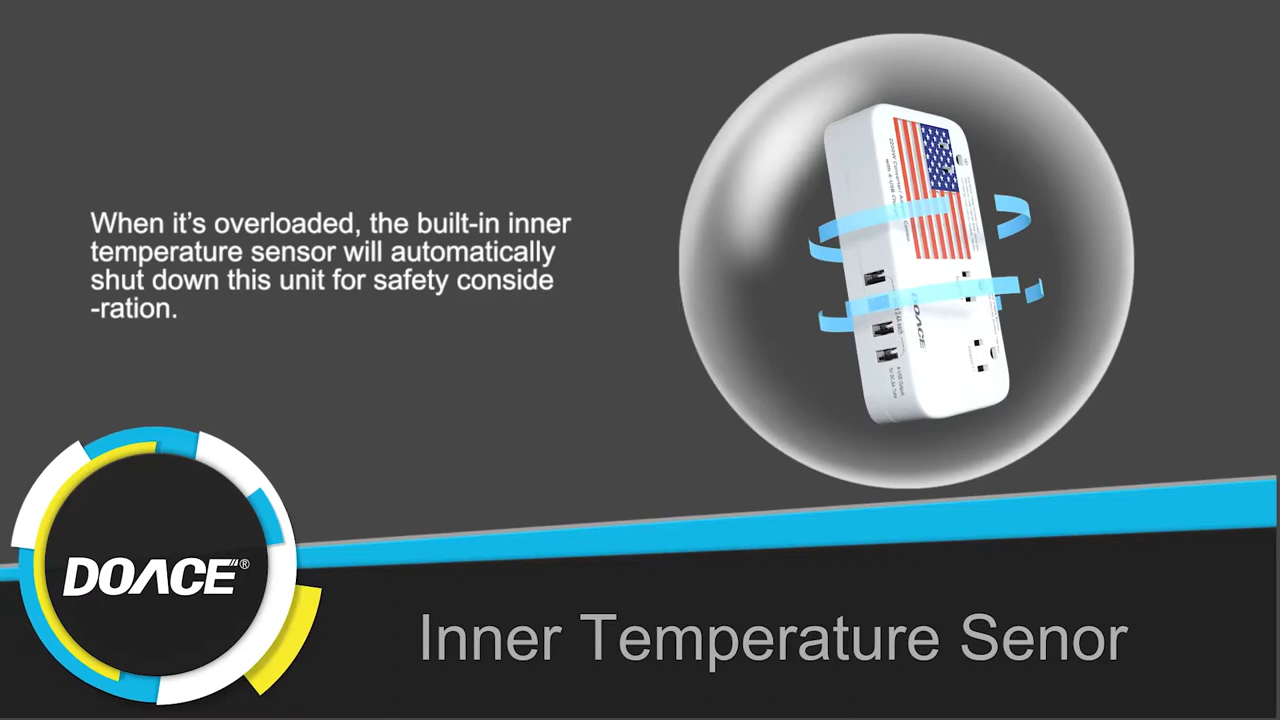 When it’s overloaded, the built-in inner
temperature sensor will automatically
shut down this unit for safety conside
-ration.
DOACE
DOACE®
Inner Temperature Senor